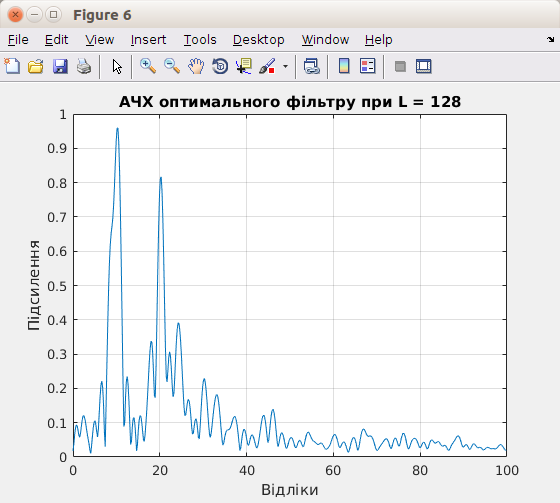 Figure 6
File Edit View Insert Tools Desktop Window Help
АЧХ оптимального фільтру при L = 128
1
0.9
0.8
0.7
0.6
0.5
0.4
0.3
0.2
0.1
0
Підсилення
0 20 40 60 80 100
Відліки